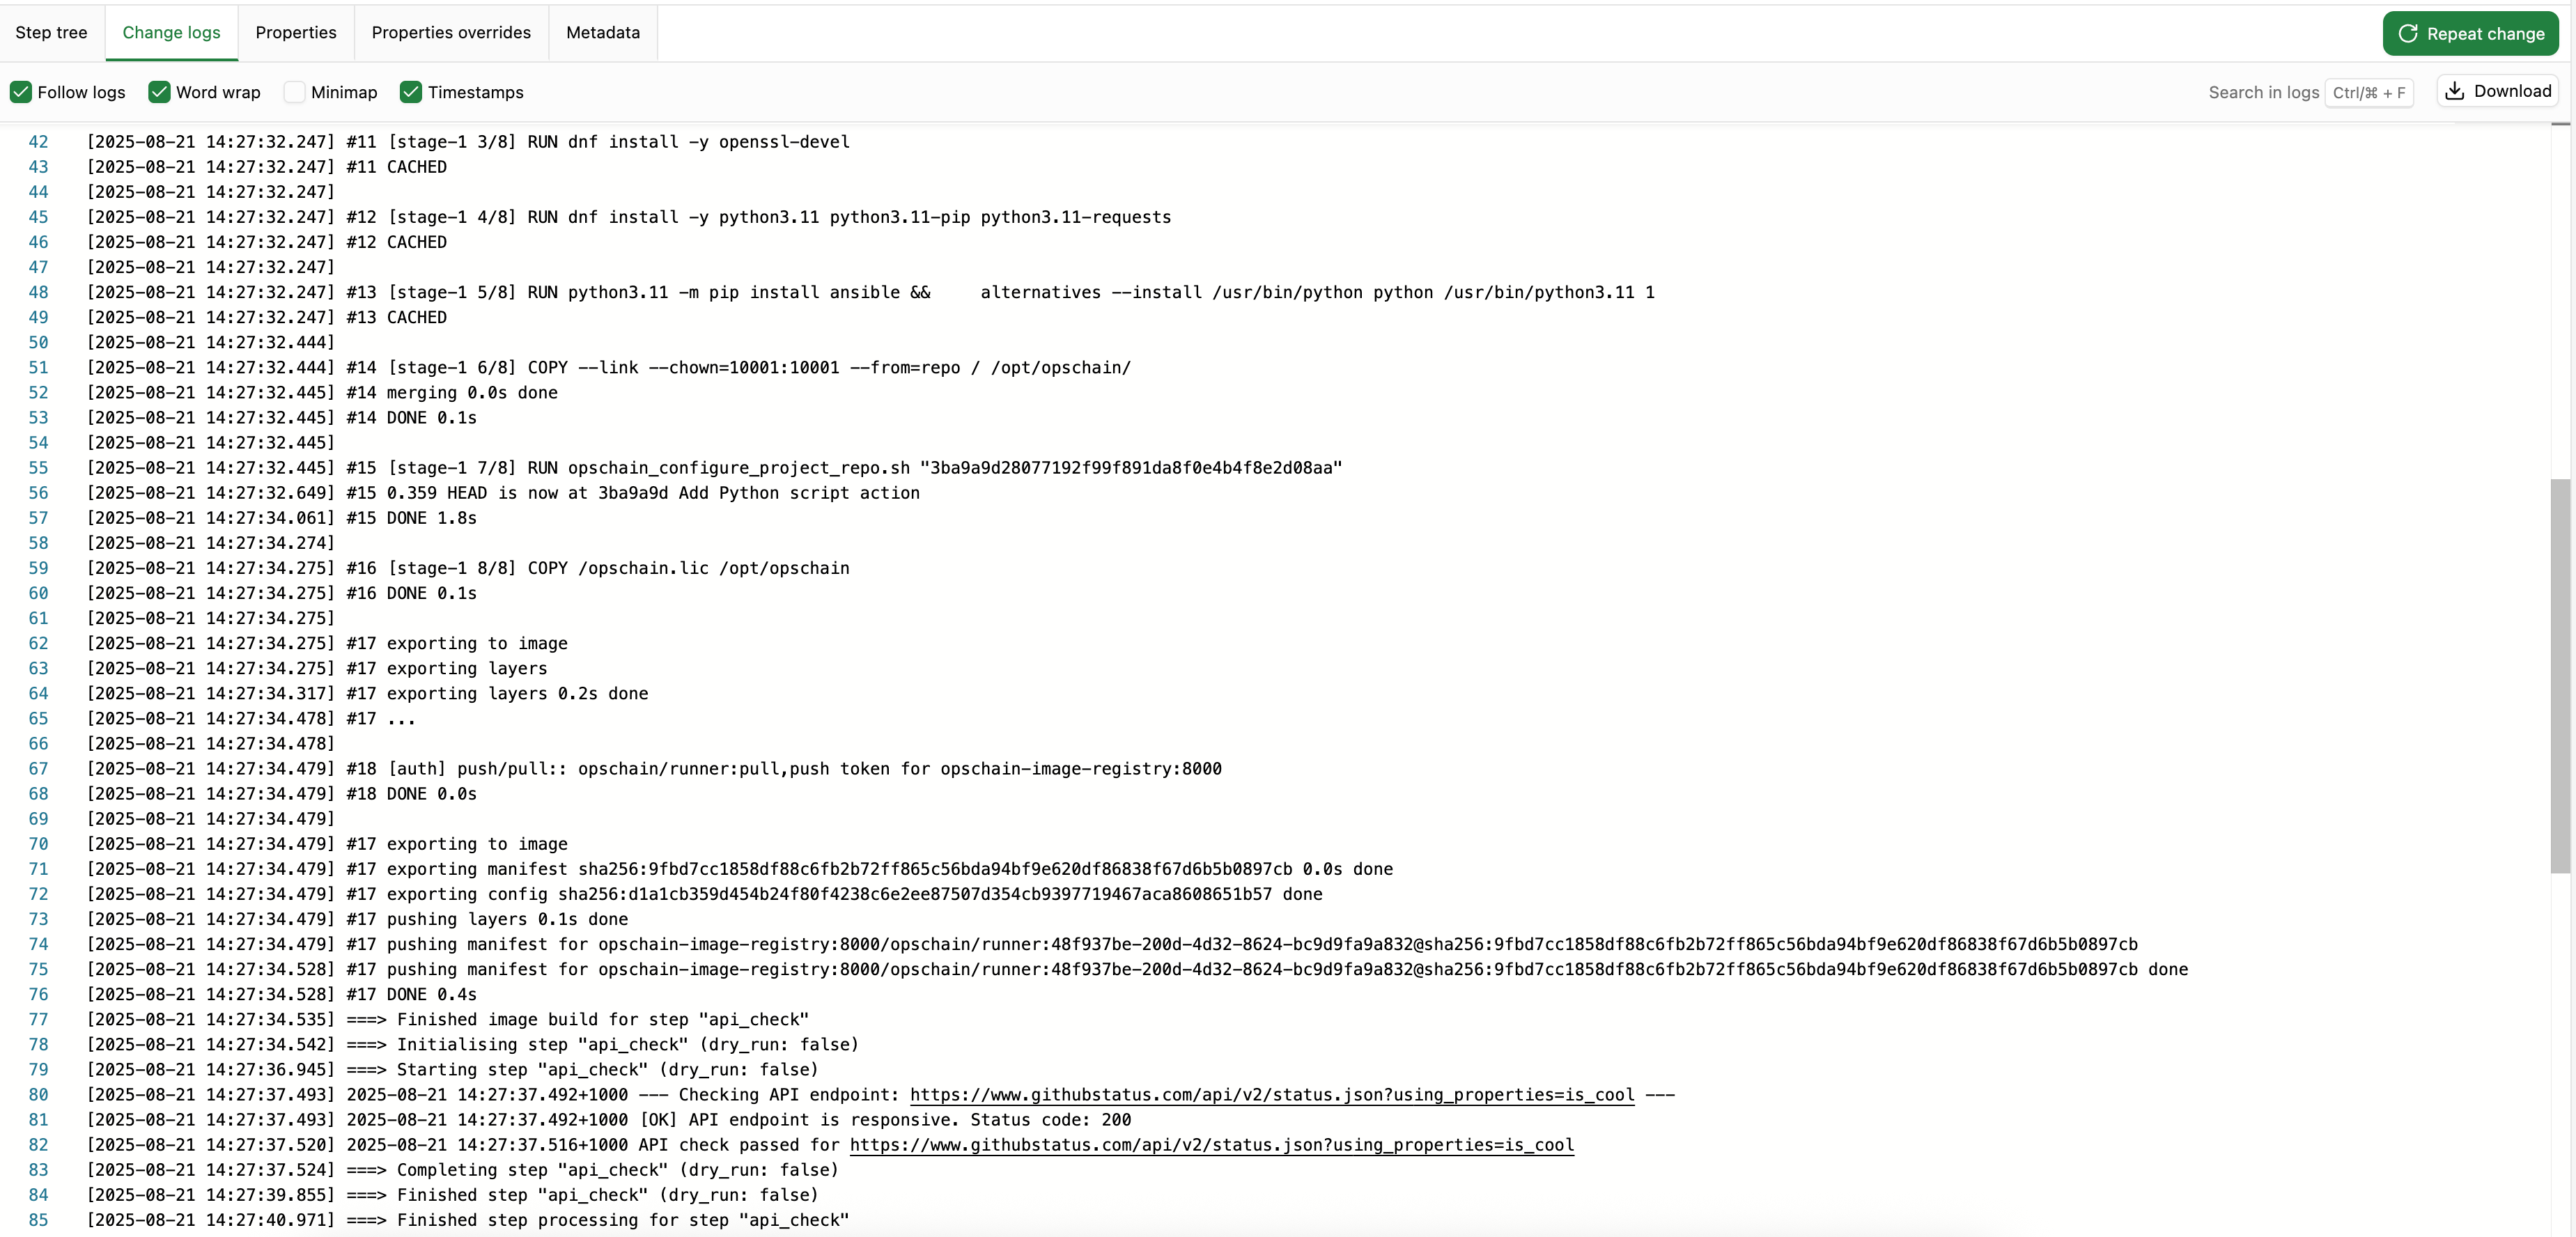 Step tree Change logs Properties Properties overrides Metadata Repeat change
Follow logs Word wrap Minimap Timestamps Search in logs Ctrl/⌘ + F Download
42 [2025-08-21 14:27:32.247] #11 [stage-1 3/8] RUN dnf install -y openssl-devel
43 [2025-08-21 14:27:32.247] #11 CACHED
44 [2025-08-21 14:27:32.247]
45 [2025-08-21 14:27:32.247] #12 [stage-1 4/8] RUN dnf install -y python3.11 python3.11-pip python3.11-requests
46 [2025-08-21 14:27:32.247] #12 CACHED
47 [2025-08-21 14:27:32.247]
48 [2025-08-21 14:27:32.247] #13 [stage-1 5/8] RUN python3.11 -m pip install ansible &&     alternatives --install /usr/bin/python python /usr/bin/python3.11 1
49 [2025-08-21 14:27:32.247] #13 CACHED
50 [2025-08-21 14:27:32.444]
51 [2025-08-21 14:27:32.444] #14 [stage-1 6/8] COPY --link --chown=10001:10001 --from=repo / /opt/opschain/
52 [2025-08-21 14:27:32.445] #14 merging 0.0s done
53 [2025-08-21 14:27:32.445] #14 DONE 0.1s
54 [2025-08-21 14:27:32.445]
55 [2025-08-21 14:27:32.445] #15 [stage-1 7/8] RUN opschain_configure_project_repo.sh "3ba9a9d28077192f99f891da8f0e4b4f8e2d08aa"
56 [2025-08-21 14:27:32.649] #15 0.359 HEAD is now at 3ba9a9d Add Python script action
57 [2025-08-21 14:27:34.061] #15 DONE 1.8s
58 [2025-08-21 14:27:34.274]
59 [2025-08-21 14:27:34.275] #16 [stage-1 8/8] COPY /opschain.lic /opt/opschain
60 [2025-08-21 14:27:34.275] #16 DONE 0.1s
61 [2025-08-21 14:27:34.275]
62 [2025-08-21 14:27:34.275] #17 exporting to image
63 [2025-08-21 14:27:34.275] #17 exporting layers
64 [2025-08-21 14:27:34.317] #17 exporting layers 0.2s done
65 [2025-08-21 14:27:34.478] #17 ...
66 [2025-08-21 14:27:34.478]
67 [2025-08-21 14:27:34.479] #18 [auth] push/pull:: opschain/runner:pull,push token for opschain-image-registry:8000
68 [2025-08-21 14:27:34.479] #18 DONE 0.0s
69 [2025-08-21 14:27:34.479]
70 [2025-08-21 14:27:34.479] #17 exporting to image
71 [2025-08-21 14:27:34.479] #17 exporting manifest sha256:9fbd7cc1858df88c6fb2b72ff865c56bda94bf9e620df86838f67d6b5b0897cb 0.0s done
72 [2025-08-21 14:27:34.479] #17 exporting config sha256:d1a1cb359d454b24f80f4238c6e2ee87507d354cb9397719467aca8608651b57 done
73 [2025-08-21 14:27:34.479] #17 pushing layers 0.1s done
74 [2025-08-21 14:27:34.479] #17 pushing manifest for opschain-image-registry:8000/opschain/runner:48f937be-200d-4d32-8624-bc9d9fa9a832@sha256:9fbd7cc1858df88c6fb2b72ff865c56bda94bf9e620df86838f67d6b5b0897cb
75 [2025-08-21 14:27:34.528] #17 pushing manifest for opschain-image-registry:8000/opschain/runner:48f937be-200d-4d32-8624-bc9d9fa9a832@sha256:9fbd7cc1858df88c6fb2b72ff865c56bda94bf9e620df86838f67d6b5b0897cb done
76 [2025-08-21 14:27:34.528] #17 DONE 0.4s
77 [2025-08-21 14:27:34.535] ===> Finished image build for step "api_check"
78 [2025-08-21 14:27:34.542] ===> Initialising step "api_check" (dry_run: false)
79 [2025-08-21 14:27:36.945] ===> Starting step "api_check" (dry_run: false)
80 [2025-08-21 14:27:37.493] 2025-08-21 14:27:37.492+1000 --- Checking API endpoint: https://www.githubstatus.com/api/v2/status.json?using_properties=is_cool ---
81 [2025-08-21 14:27:37.493] 2025-08-21 14:27:37.492+1000 [OK] API endpoint is responsive. Status code: 200
82 [2025-08-21 14:27:37.520] 2025-08-21 14:27:37.516+1000 API check passed for https://www.githubstatus.com/api/v2/status.json?using_properties=is_cool
83 [2025-08-21 14:27:37.524] ===> Completing step "api_check" (dry_run: false)
84 [2025-08-21 14:27:39.855] ===> Finished step "api_check" (dry_run: false)
85 [2025-08-21 14:27:40.971] ===> Finished step processing for step "api_check"